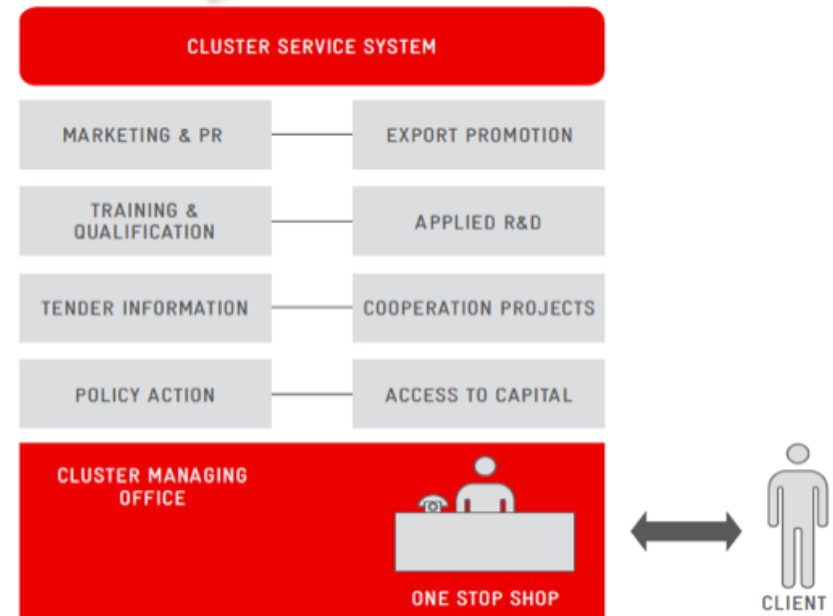 CLUSTER SERVICE SYSTEM
MARKETING & PR
EXPORT PROMOTION
TRAINING &
QUALIFICATION
APPLIED R&D
TENDER INFORMATION
COOPERATION PROJECTS
POLICY ACTION
ACCESS TO CAPITAL
CLUSTER MANAGING
OFFICE
ONE STOP SHOP
CLIENT